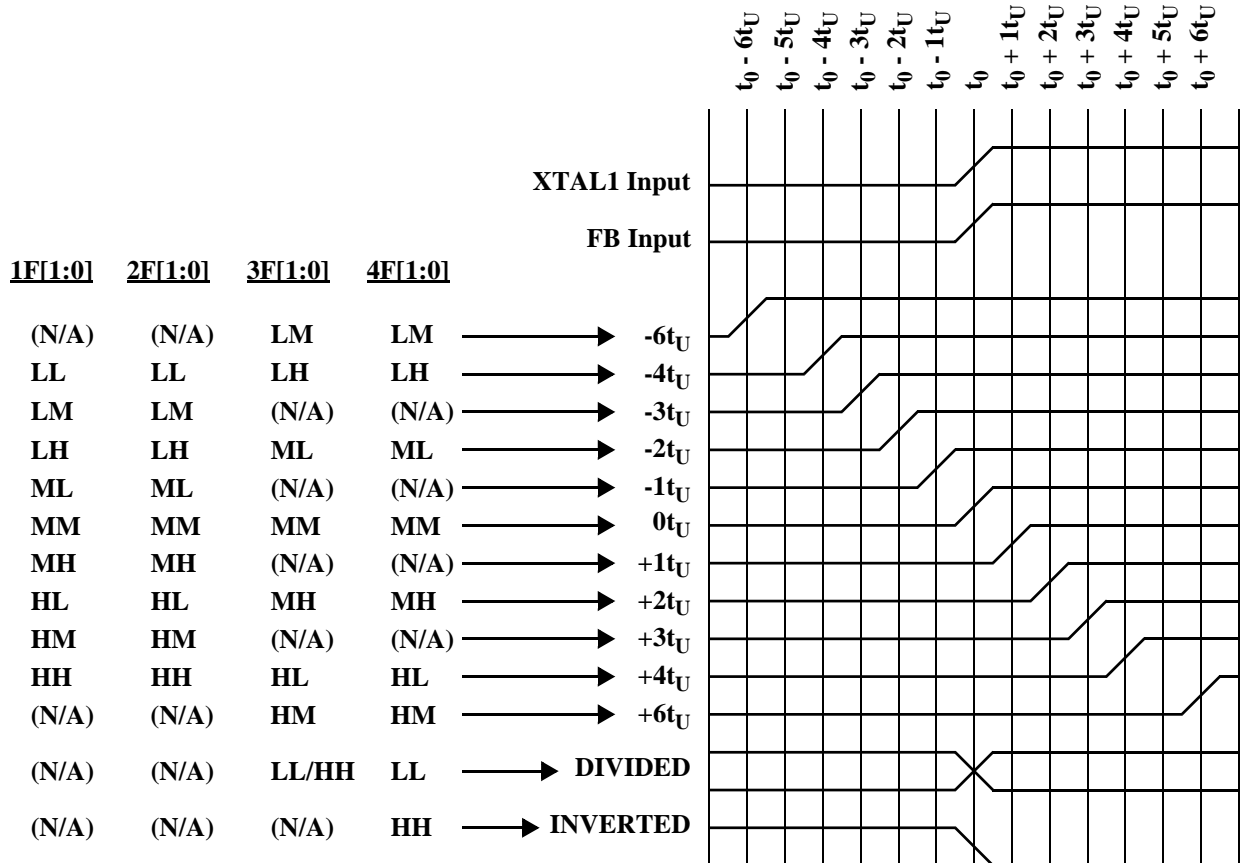 t0 - 6tU
t0 - 5tU
t0 - 4tU
t0 - 3tU
t0 - 2tU
t0 - 1tU
t0
t0 + 1tU
t0 + 2tU
t0 + 3tU
t0 + 4tU
t0 + 5tU
t0 + 6tU
XTAL1 Input
FB Input
1F[1:0] 2F[1:0] 3F[1:0] 4F[1:0]
(N/A) (N/A) LM LM -6tU
LL LL LH LH -4tU
LM LM (N/A) (N/A) -3tU
LH LH ML ML -2tU
ML ML (N/A) (N/A) -1tU
MM MM MM MM 0tU
MH MH (N/A) (N/A) +1tU
HL HL MH MH +2tU
HM HM (N/A) (N/A) +3tU
HH HH HL HL +4tU
(N/A) (N/A) HM HM +6tU
(N/A) (N/A) LL/HH LL DIVIDED
(N/A) (N/A) (N/A) HH INVERTED